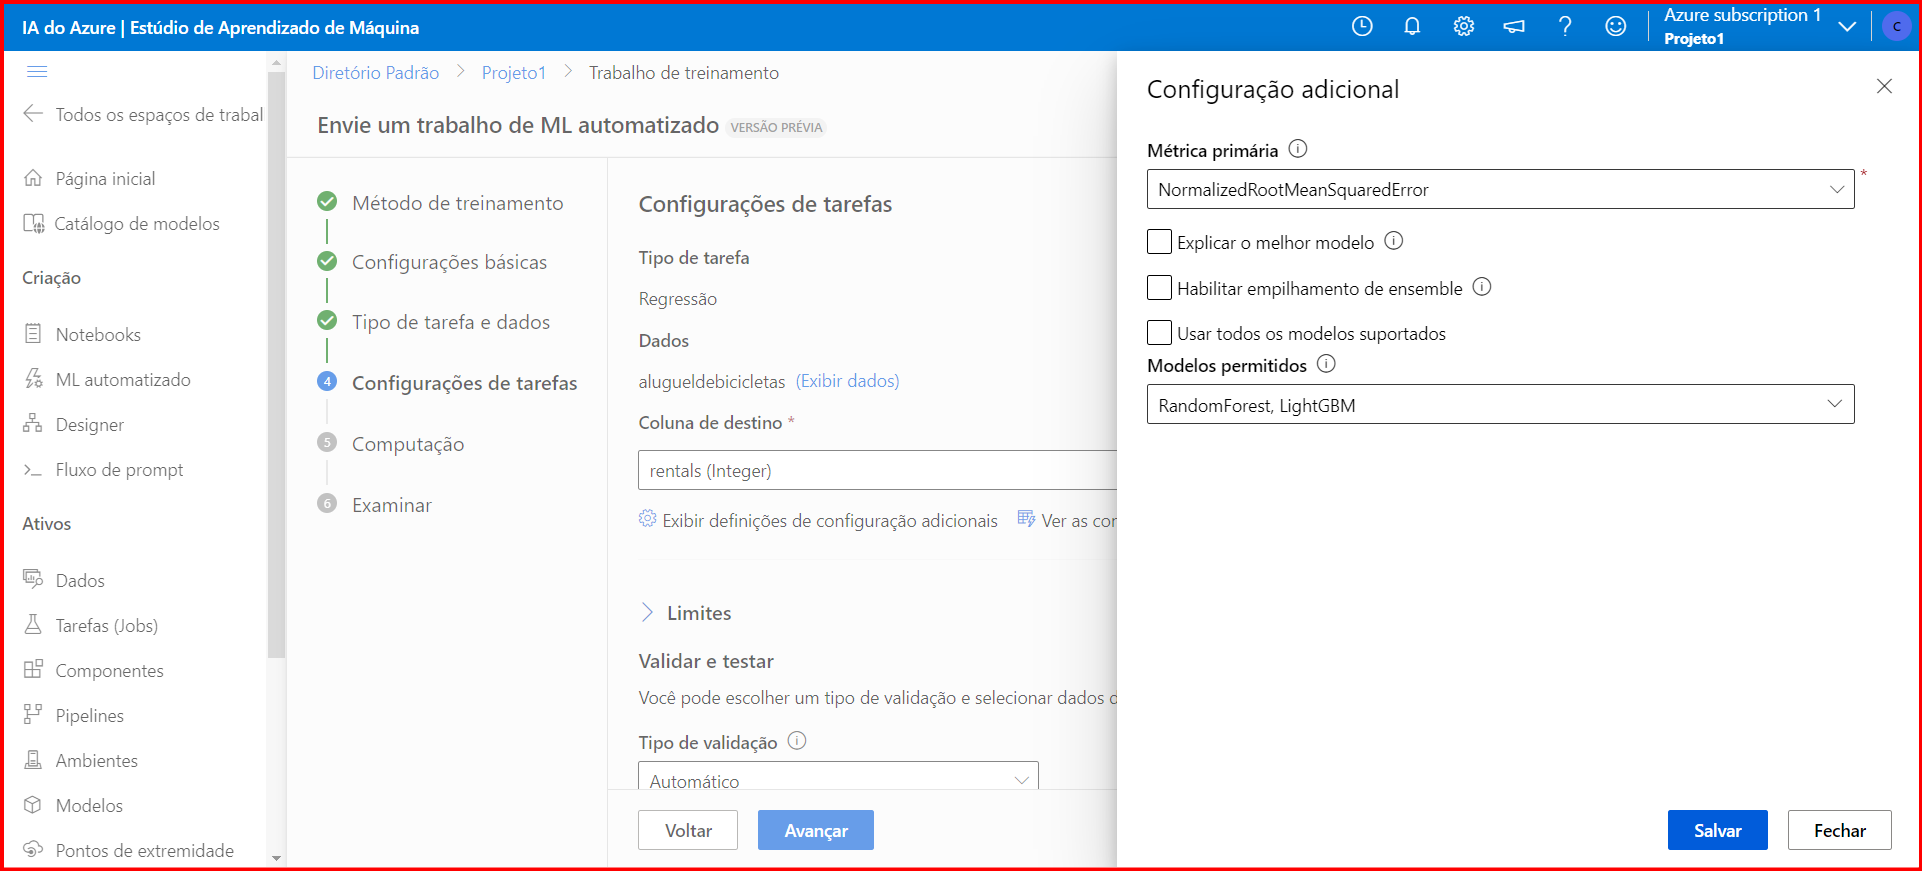 IA do Azure | Estúdio de Aprendizado de Máquina
Azure subscription 1
Projeto1
C
Todos os espaços de trabal
Página inicial
Catálogo de modelos
Criação
Notebooks
ML automatizado
Designer
Fluxo de prompt
Ativos
Dados
Tarefas (Jobs)
Componentes
Pipelines
Ambientes
Modelos
Pontos de extremidade
Diretório Padrão > Projeto1 > Trabalho de treinamento
Envie um trabalho de ML automatizado VERSÃO PRÉVIA
Método de treinamento
Configurações básicas
Tipo de tarefa e dados
4 Configurações de tarefas
5 Computação
6 Examinar
Configurações de tarefas
Tipo de tarefa
Regressão
Dados
alugueldebicicletas (Exibir dados)
Coluna de destino *
rentals (Integer)
Exibir definições de configuração adicionais Ver as cor
Limites
Validar e testar
Você pode escolher um tipo de validação e selecionar dados d
Tipo de validação
Automático
Voltar Avançar
Configuração adicional
Métrica primária
NormalizedRootMeanSquaredError *
Explicar o melhor modelo
Habilitar empilhamento de ensemble
Usar todos os modelos suportados
Modelos permitidos
RandomForest, LightGBM
Salvar Fechar